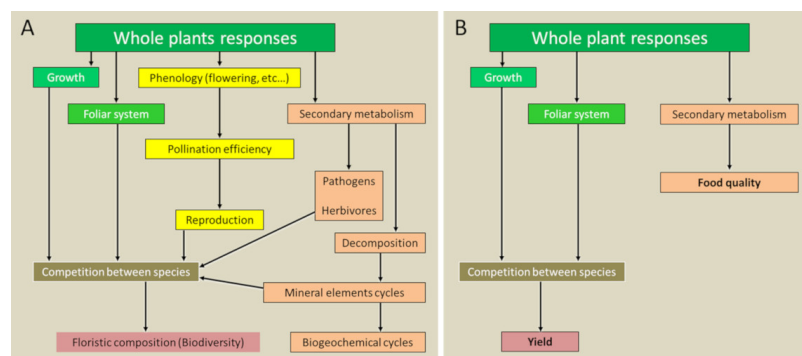 A
Whole plants responses
Growth
Phenology (flowering, etc...)
Foliar system
Secondary metabolism
Pollination efficiency
Pathogens
Herbivores
Reproduction
Decomposition
Competition between species
Mineral elements cycles
Floristic composition (Biodiversity)
Biogeochemical cycles
B
Whole plant responses
Growth
Foliar system
Secondary metabolism
Food quality
Competition between species
Yield